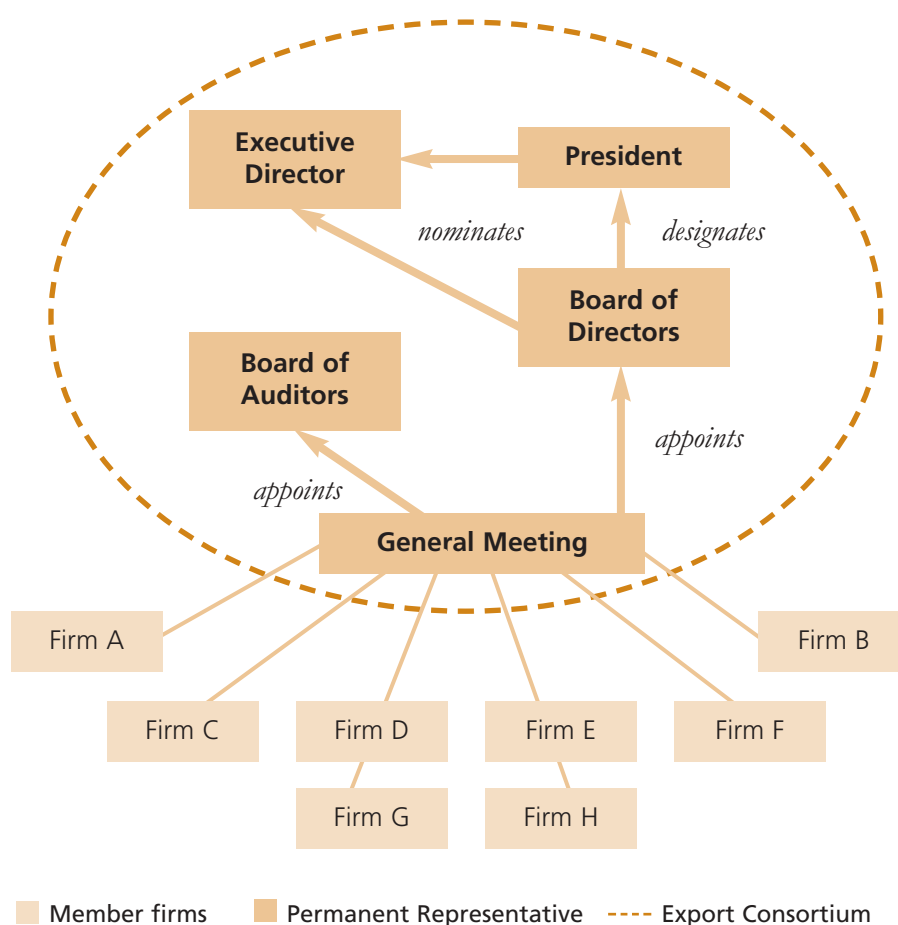 Executive
Director
President
nominates
designates
Board of
Directors
Board of
Auditors
appoints
appoints
General Meeting
Firm A
Firm B
Firm C
Firm D
Firm E
Firm F
Firm G
Firm H
Member firms
Permanent Representative
Export Consortium